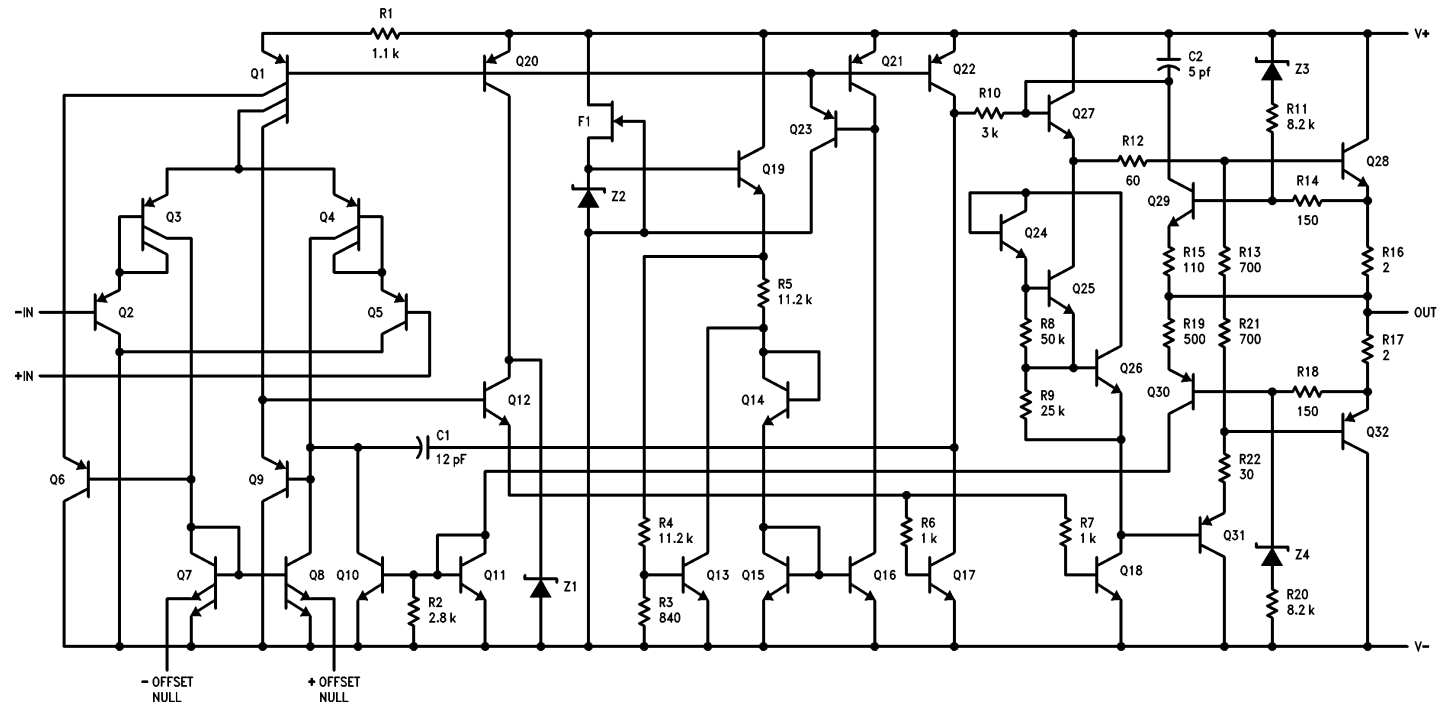 R1
1.1 k
V+
Q1
Q20
Q21
Q22
C2
5 pf
Z3
R10
3 k
Q27
R11
8.2 k
F1
Q23
R12
60
Q28
Q19
Z2
Q29
R14
150
Q3
Q4
Q24
R15
110
R13
700
R16
2
R5
11.2 k
Q25
–IN
Q2
Q5
OUT
R8
50 k
R19
500
R21
700
R17
2
+IN
Q26
R18
150
Q12
Q14
R9
25 k
Q30
Q32
C1
12 pF
R22
30
Q6
Q9
R4
11.2 k
R6
1 k
R7
1 k
Q31
Q7
Q8
Q10
Q11
Z1
Q13
Q15
Q16
Q17
Q18
Z4
R2
2.8 k
R3
840
R20
8.2 k
V–
– OFFSET
NULL
+ OFFSET
NULL